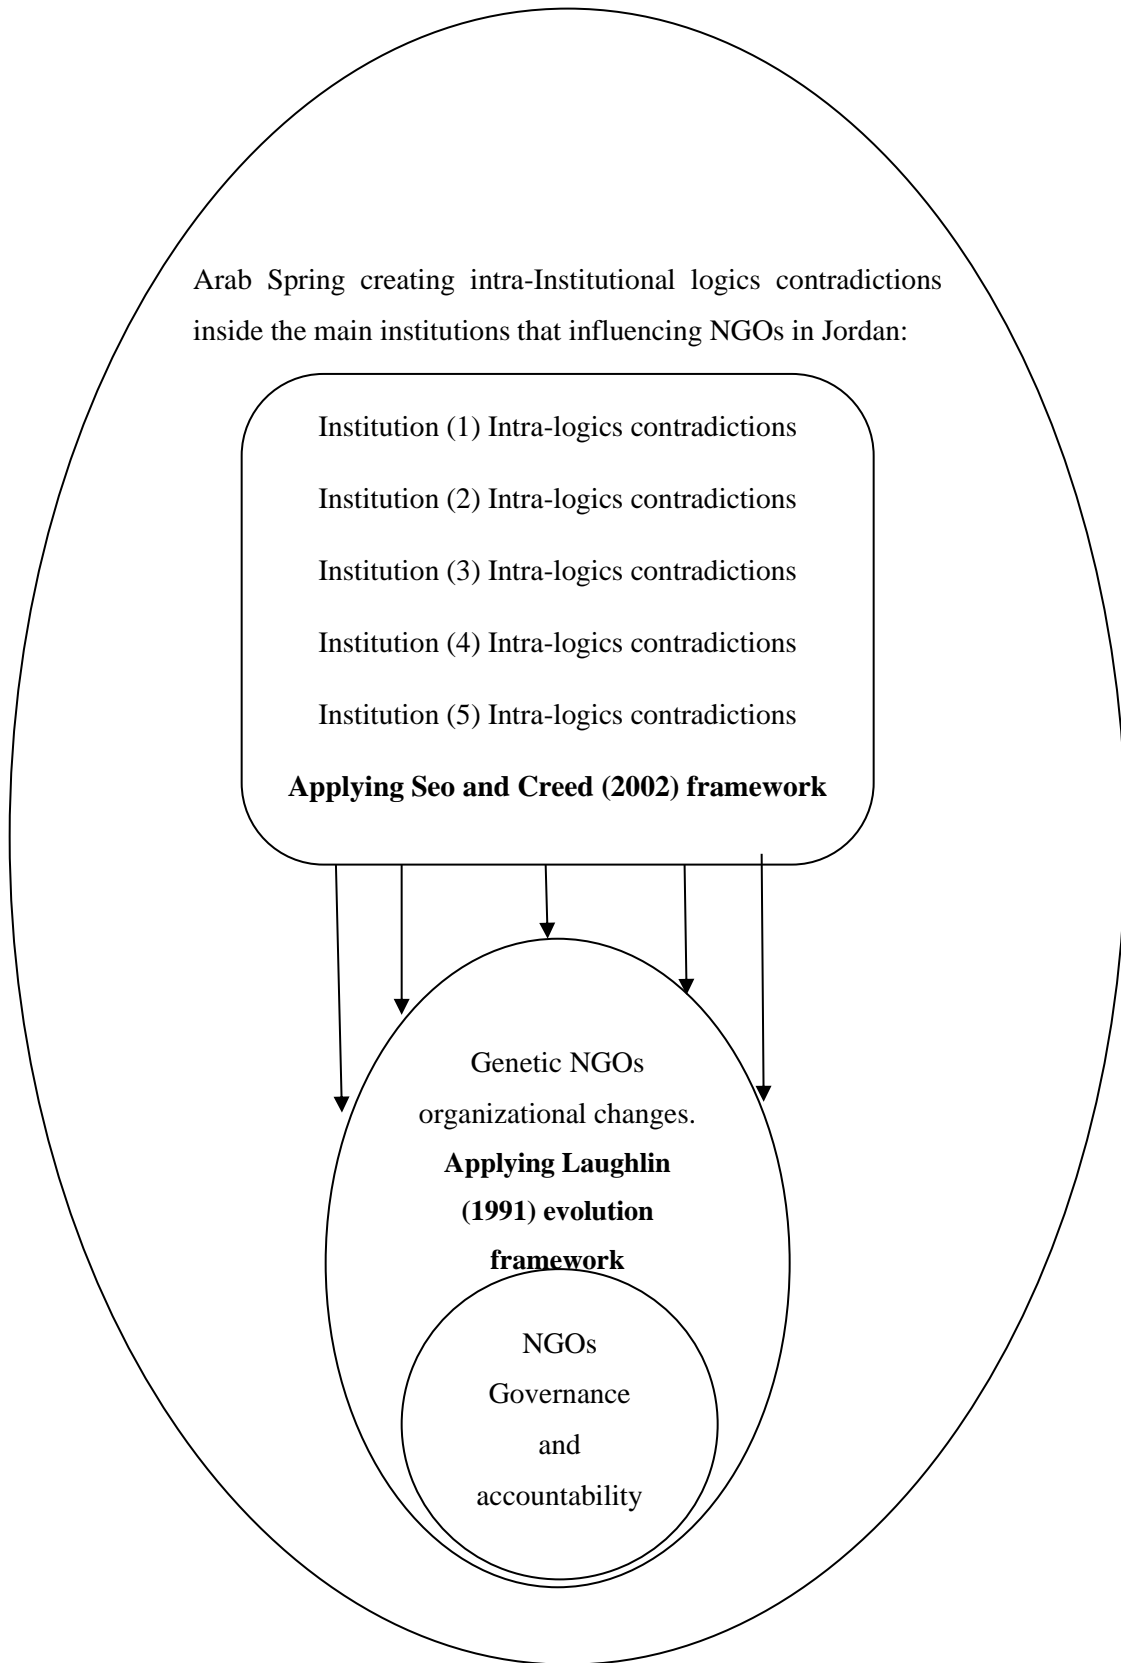 Arab Spring creating intra-Institutional logics contradictions
inside the main institutions that influencing NGOs in Jordan:
Institution (1) Intra-logics contradictions
Institution (2) Intra-logics contradictions
Institution (3) Intra-logics contradictions
Institution (4) Intra-logics contradictions
Institution (5) Intra-logics contradictions
Applying Seo and Creed (2002) framework
Genetic NGOs
organizational changes.
Applying Laughlin
(1991) evolution
framework
NGOs
Governance
and
accountability